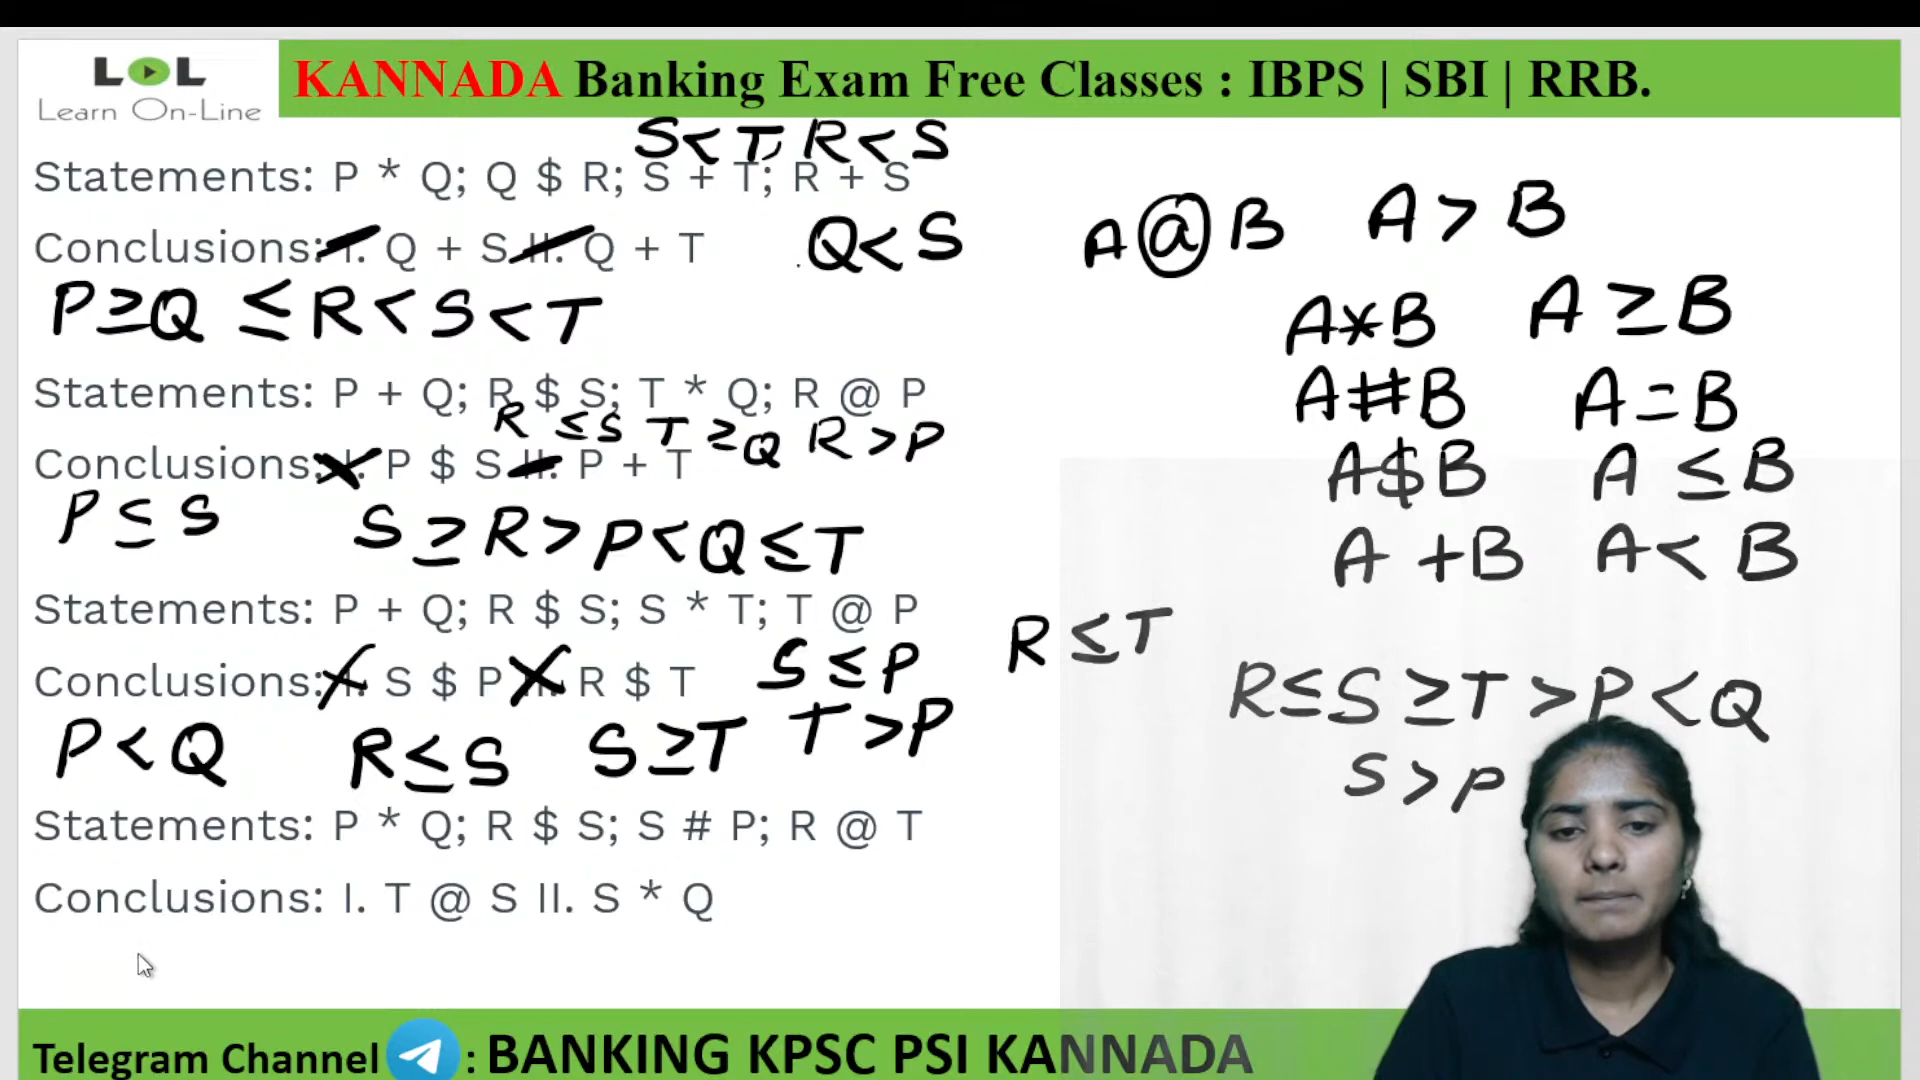 LOL
Learn On-Line
KANNADA Banking Exam Free Classes : IBPS | SBI | RRB.
S < T; R < S
Statements: P * Q; Q $ R; S + T; R + S
Conclusions: I. Q + S II. Q + T
Q < S
P ≥ Q ≤ R < S < T
Statements: P + Q; R $ S; T * Q; R @ P
R ≤ S T ≥ Q R > P
Conclusions: I. P $ S II. P + T
P ≤ S
S ≥ R > P < Q ≤ T
Statements: P + Q; R $ S; S * T; T @ P
Conclusions: I. S $ P II. R $ T
S ≤ P
R ≤ T
P < Q R ≤ S S ≥ T T > P
Statements: P * Q; R $ S; S # P; R @ T
Conclusions: I. T @ S II. S * Q
A @ B A > B
A * B A ≥ B
A # B A = B
A $ B A ≤ B
A + B A < B
R ≤ S ≥ T > P < Q
S > P
Telegram Channel : BANKING KPSC PSI KANNADA